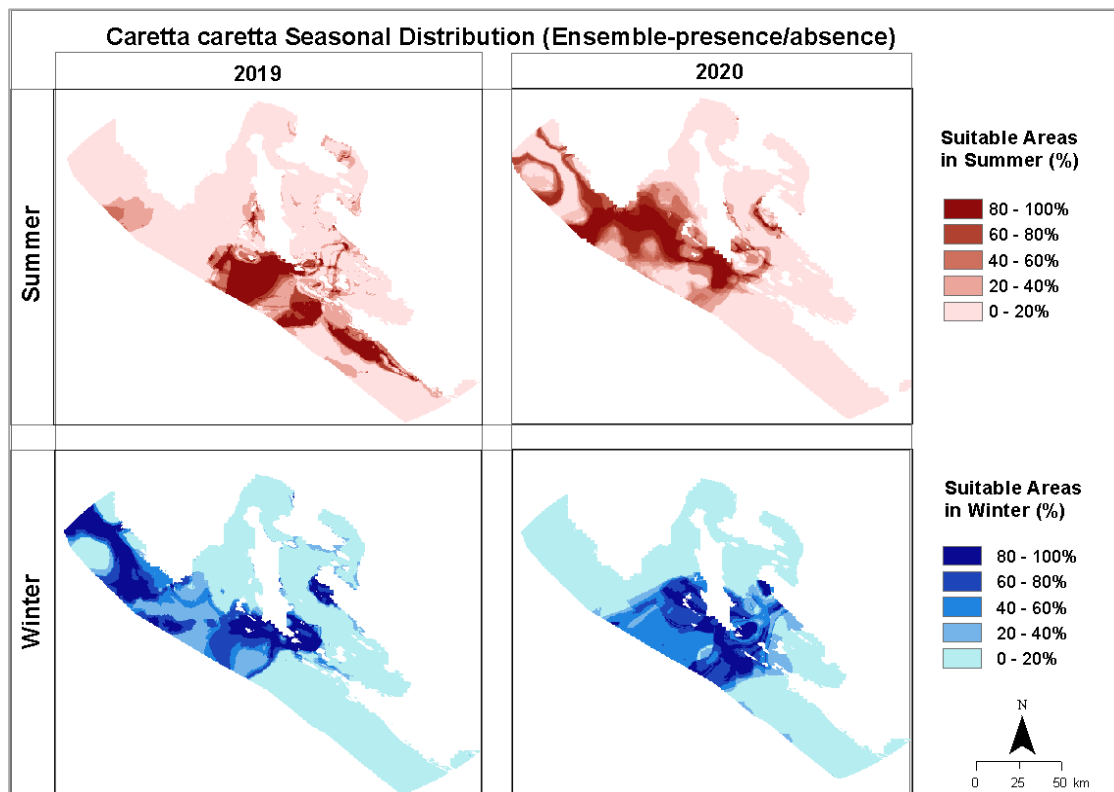 Caretta caretta Seasonal Distribution (Ensemble-presence/absence)
2019
2020
Summer
Suitable Areas
in Summer (%)
80 - 100%
60 - 80%
40 - 60%
20 - 40%
0 - 20%
Winter
Suitable Areas
in Winter (%)
80 - 100%
60 - 80%
40 - 60%
20 - 40%
0 - 20%
N
0 25 50 km